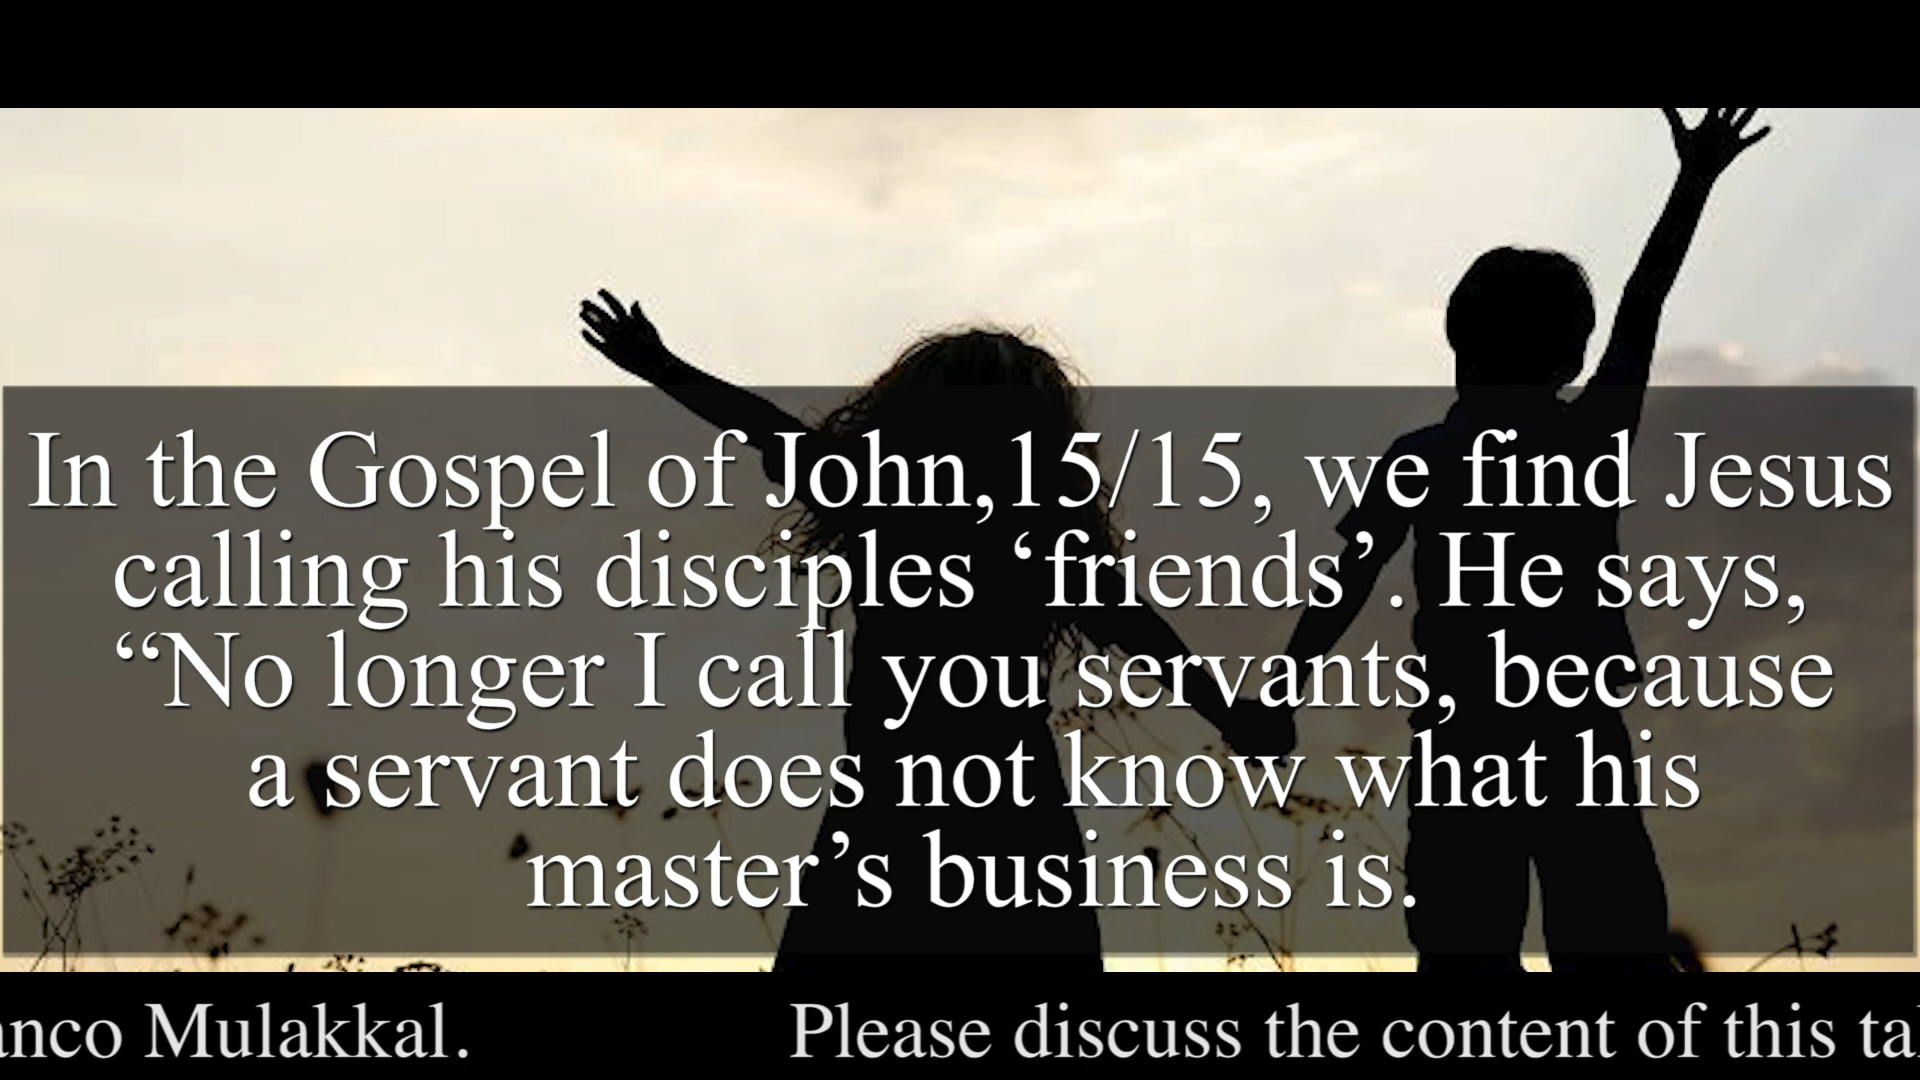 In the Gospel of John,15/15, we find Jesus
calling his disciples ‘friends’. He says,
“No longer I call you servants, because
a servant does not know what his
master’s business is.
Mulakkal. Please discuss the content of this